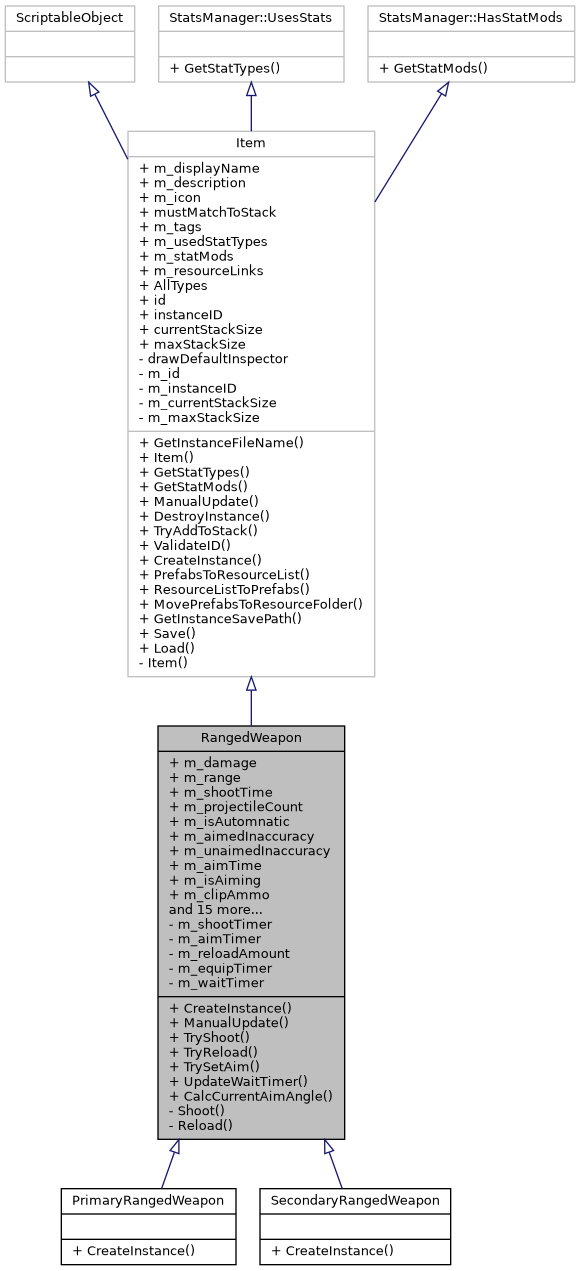 ScriptableObject
StatsManager::UsesStats
+ GetStatTypes()
StatsManager::HasStatMods
+ GetStatMods()
Item
+ m_displayName
+ m_description
+ m_icon
+ mustMatchToStack
+ m_tags
+ m_usedStatTypes
+ m_statMods
+ m_resourceLinks
+ AllTypes
+ id
+ instanceID
+ currentStackSize
+ maxStackSize
- drawDefaultInspector
- m_id
- m_instanceID
- m_currentStackSize
- m_maxStackSize
+ GetInstanceFileName()
+ Item()
+ GetStatTypes()
+ GetStatMods()
+ ManualUpdate()
+ DestroyInstance()
+ TryAddToStack()
+ ValidateID()
+ CreateInstance()
+ PrefabsToResourceList()
+ ResourceListToPrefabs()
+ MovePrefabsToResourceFolder()
+ GetInstanceSavePath()
+ Save()
+ Load()
- Item()
RangedWeapon
+ m_damage
+ m_range
+ m_shootTime
+ m_projectileCount
+ m_isAutomnatic
+ m_aimedInaccuracy
+ m_unaimedInaccuracy
+ m_aimTime
+ m_isAiming
+ m_clipAmmo
and 15 more...
- m_shootTimer
- m_aimTimer
- m_reloadAmount
- m_equipTimer
- m_waitTimer
+ CreateInstance()
+ ManualUpdate()
+ TryShoot()
+ TryReload()
+ TrySetAim()
+ UpdateWaitTimer()
+ CalcCurrentAimAngle()
- Shoot()
- Reload()
PrimaryRangedWeapon
+ CreateInstance()
SecondaryRangedWeapon
+ CreateInstance()